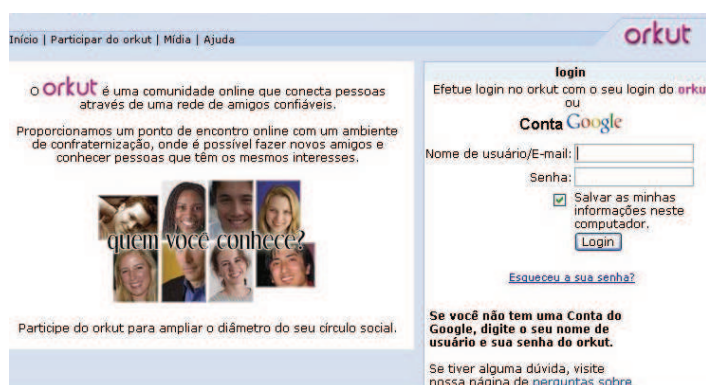 Início | Participar do orkut | Mídia | Ajuda
orkut
O orkut é uma comunidade online que conecta pessoas
através de uma rede de amigos confiáveis.
Proporcionamos um ponto de encontro online com um ambiente
de confraternização, onde é possível fazer novos amigos e
conhecer pessoas que têm os mesmos interesses.
quem você conhece?
Participe do orkut para ampliar o diâmetro do seu círculo social.
login
Efetue login no orkut com o seu login do orku
ou
Conta Google
Nome de usuário/E-mail:
Senha:
Salvar as minhas
informações neste
computador.
Login
Esqueceu a sua senha?
Se você não tem uma Conta do
Google, digite o seu nome de
usuário e sua senha do orkut.
Se tiver alguma dúvida, visite
nossa página de perguntas sobre